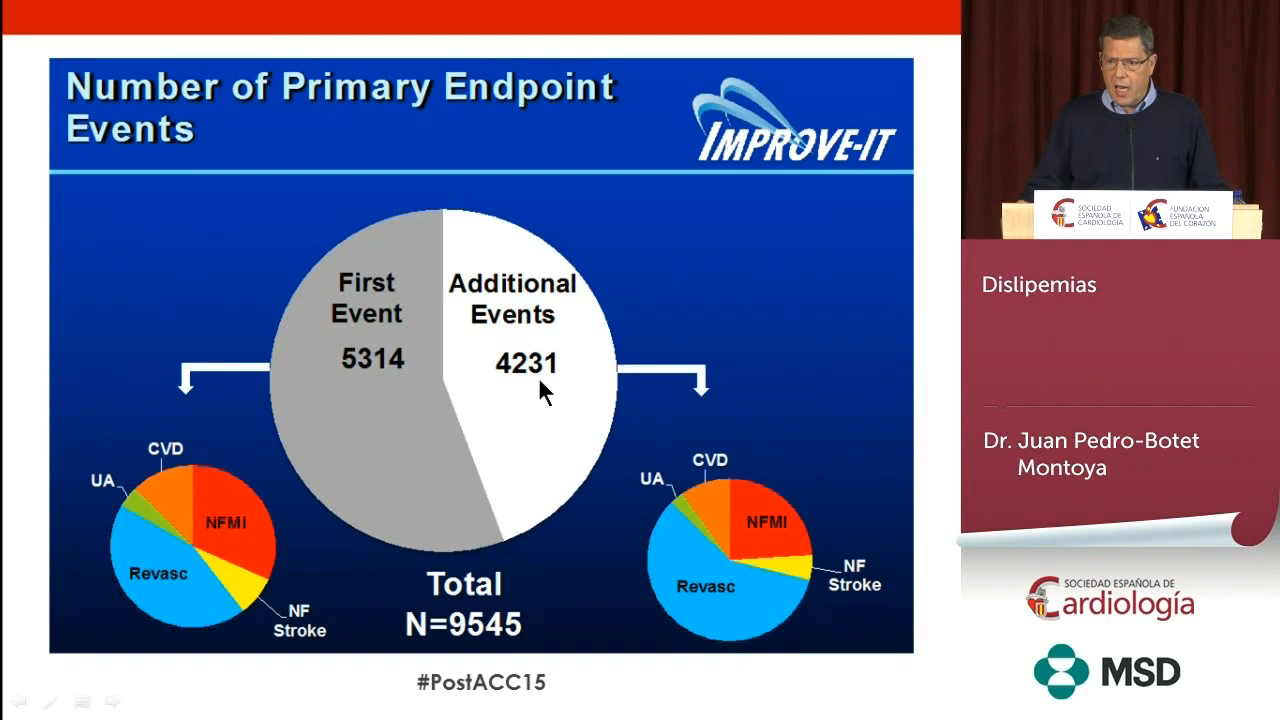 Number of Primary Endpoint
Events
IMPROVE-IT
First
Event
5314
Additional
Events
4231
CVD
UA
NFMI
Revasc
NF
Stroke
Total
N=9545
CVD
UA
NFMI
Revasc
NF
Stroke
#PostACC15
SOCIEDAD
ESPAÑOLA DE
CARDIOLOGÍA
FUNDACIÓN
ESPAÑOLA
DEL CORAZÓN
Dislipemias
Dr. Juan Pedro-Botet
Montoya
SOCIEDAD ESPAÑOLA DE
Cardiología
MSD